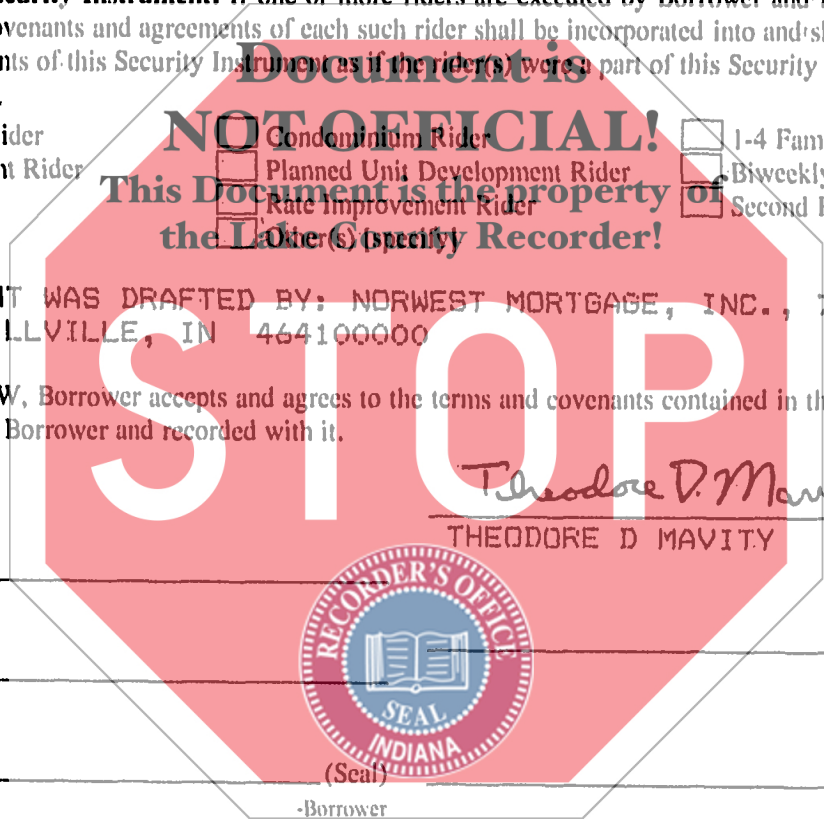 ecurity Instrument. If one or more riders are executed by Borrower and
ovenants and agreements of each such rider shall be incorporated into and sh
nts of this Security Instrument as if the rider(s) were a part of this Security
Document is
NOT OFFICIAL!
This Document is the property of
the Lake County Recorder!
ider Condominium Rider 1-4 Fam
nt Rider Planned Unit Development Rider Biweekly
Rate Improvement Rider Second
Other(s) (specify)
T WAS DRAFTED BY: NORWEST MORTGAGE, INC.,
LLVILLE, IN 464100000
W, Borrower accepts and agrees to the terms and covenants contained in th
Borrower and recorded with it.
STOP
Theodore D. Mav
THEODORE D MAVITY
RECORDER'S OFFICE
SEAL
INDIANA
(Seal)
-Borrower